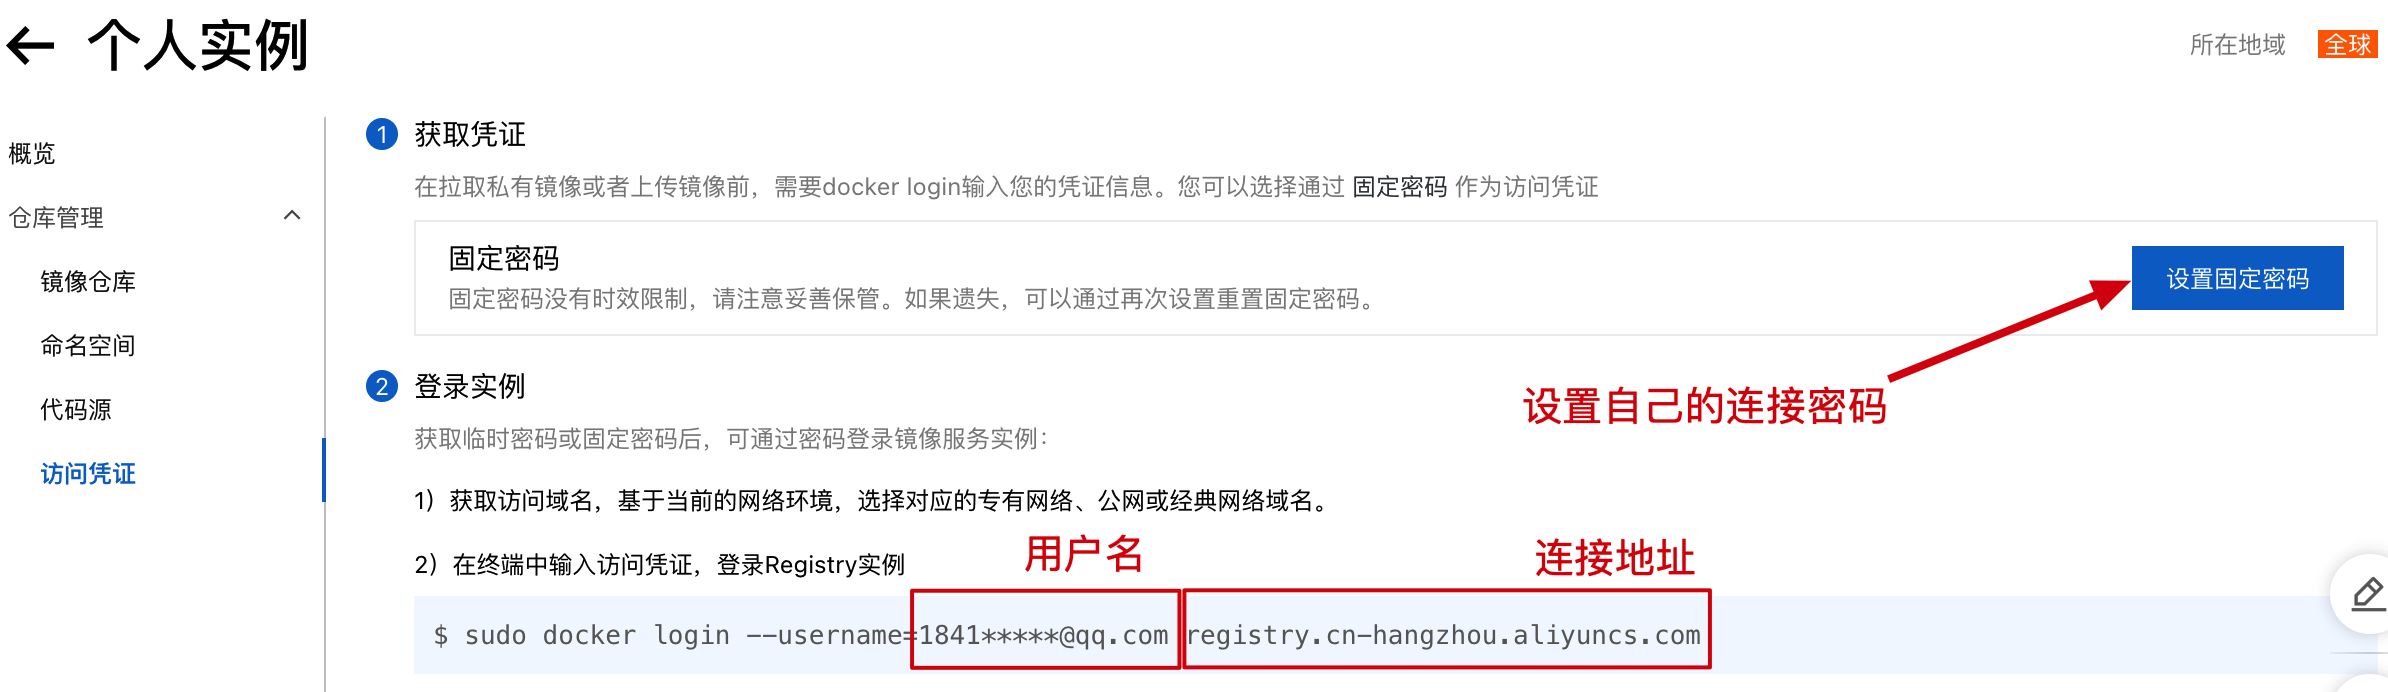 个人实例
所在地域 全球
概览
仓库管理
镜像仓库
命名空间
代码源
访问凭证
1 获取凭证
在拉取私有镜像或者上传镜像前，需要docker login输入您的凭证信息。您可以选择通过 固定密码 作为访问凭证
固定密码
固定密码没有时效限制，请注意妥善保管。如果遗失，可以通过再次设置重置固定密码。
设置固定密码
设置自己的连接密码
2 登录实例
获取临时密码或固定密码后，可通过密码登录镜像服务实例：
1）获取访问域名，基于当前的网络环境，选择对应的专有网络、公网或经典网络域名。
2）在终端中输入访问凭证，登录Registry实例
用户名
连接地址
$ sudo docker login --username=1841*****@qq.com registry.cn-hangzhou.aliyuncs.com